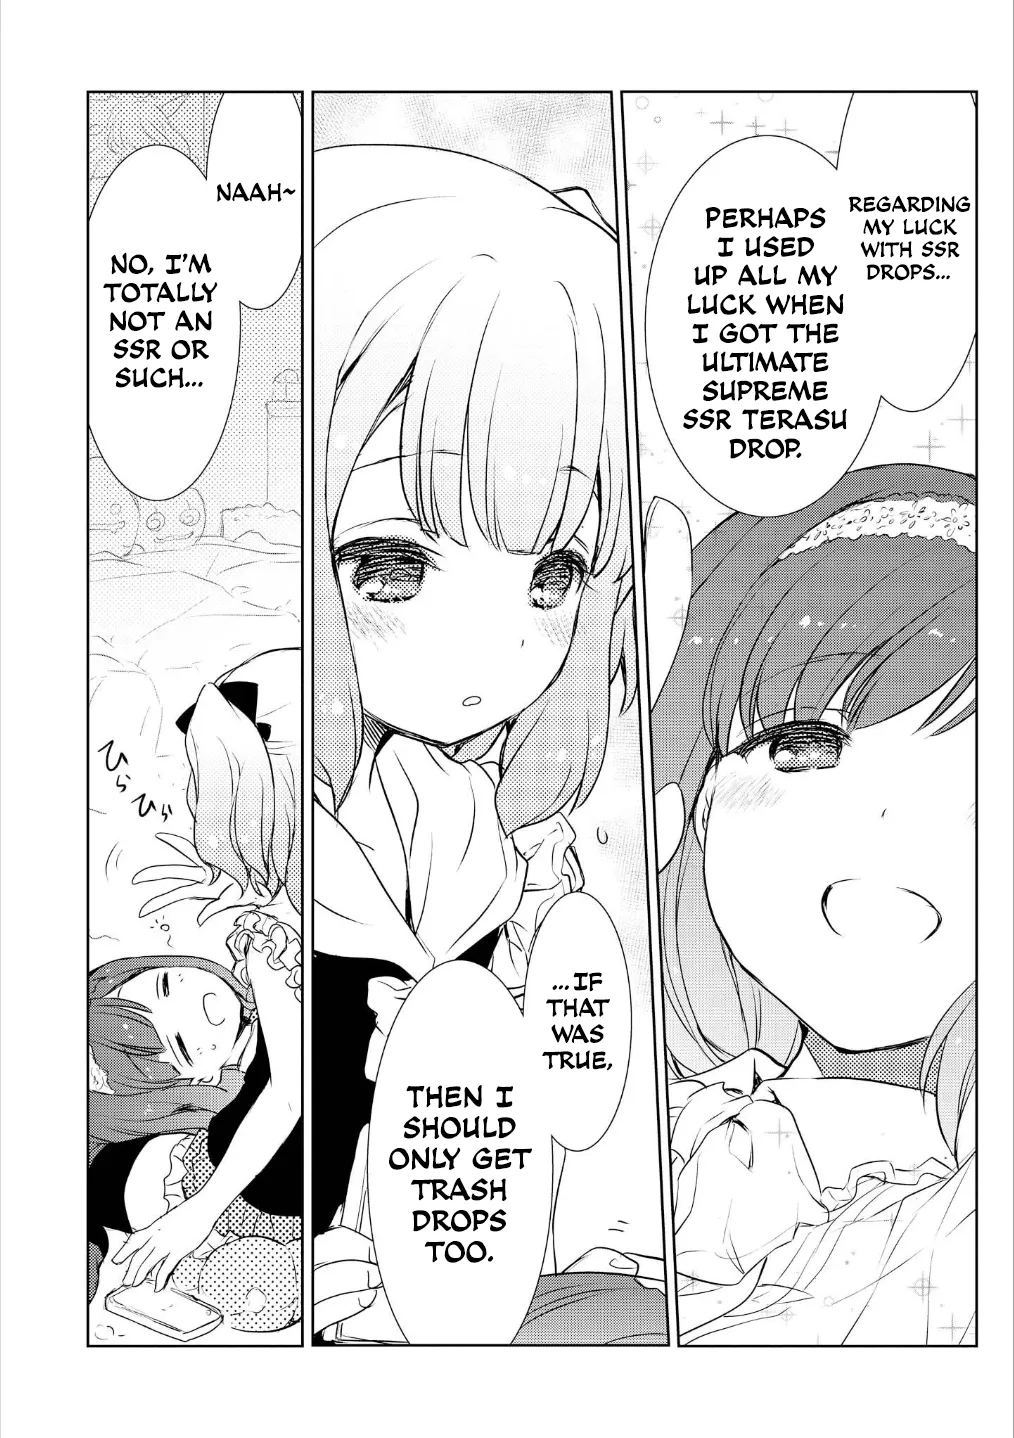 REGARDING
MY LUCK
WITH SSR
DROPS...
PERHAPS
I USED
UP ALL MY
LUCK WHEN
I GOT THE
ULTIMATE
SUPREME
SSR TERASU
DROP.
...IF
THAT
WAS
TRUE,
THEN I
SHOULD
ONLY GET
TRASH
DROPS
TOO.
NAAH~
NO, I'M
TOTALLY
NOT AN
SSR OR
SUCH...
ひら
ひら